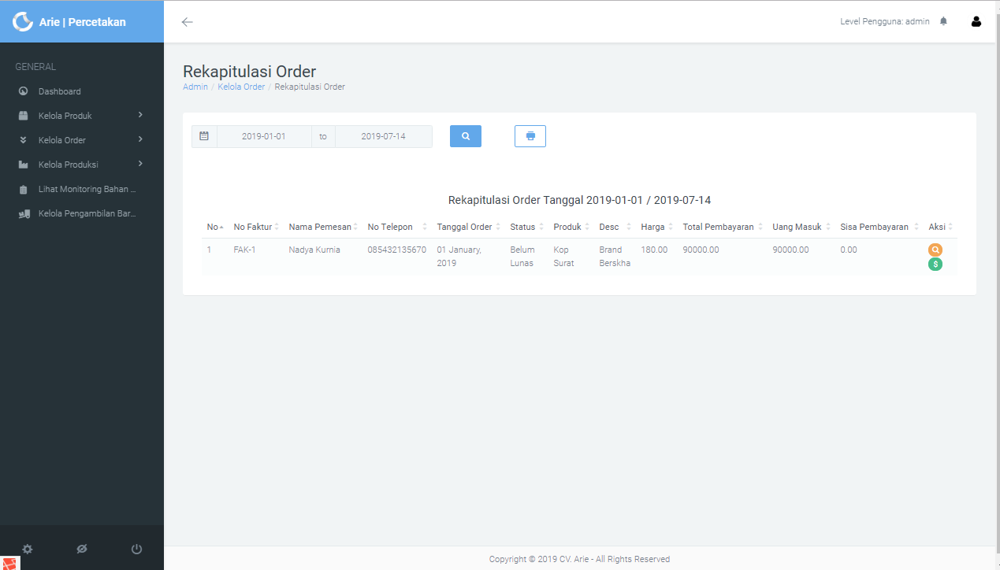 Arie | Percetakan
Level Pengguna: admin
GENERAL
Dashboard
Kelola Produk
Kelola Order
Kelola Produksi
Lihat Monitoring Bahan ...
Kelola Pengambilan Bar...
Rekapitulasi Order
Admin / Kelola Order / Rekapitulasi Order
2019-01-01 to 2019-07-14
Rekapitulasi Order Tanggal 2019-01-01 / 2019-07-14
No No Faktur Nama Pemesan No Telepon Tanggal Order Status Produk Desc Harga Total Pembayaran Uang Masuk Sisa Pembayaran Aksi
1 FAK-1 Nadya Kurnia 085432135670 01 January, Belum Kop Brand 180.00 90000.00 90000.00 0.00
2019 Lunas Surat Berskha
$
Copyright © 2019 CV. Arie - All Rights Reserved